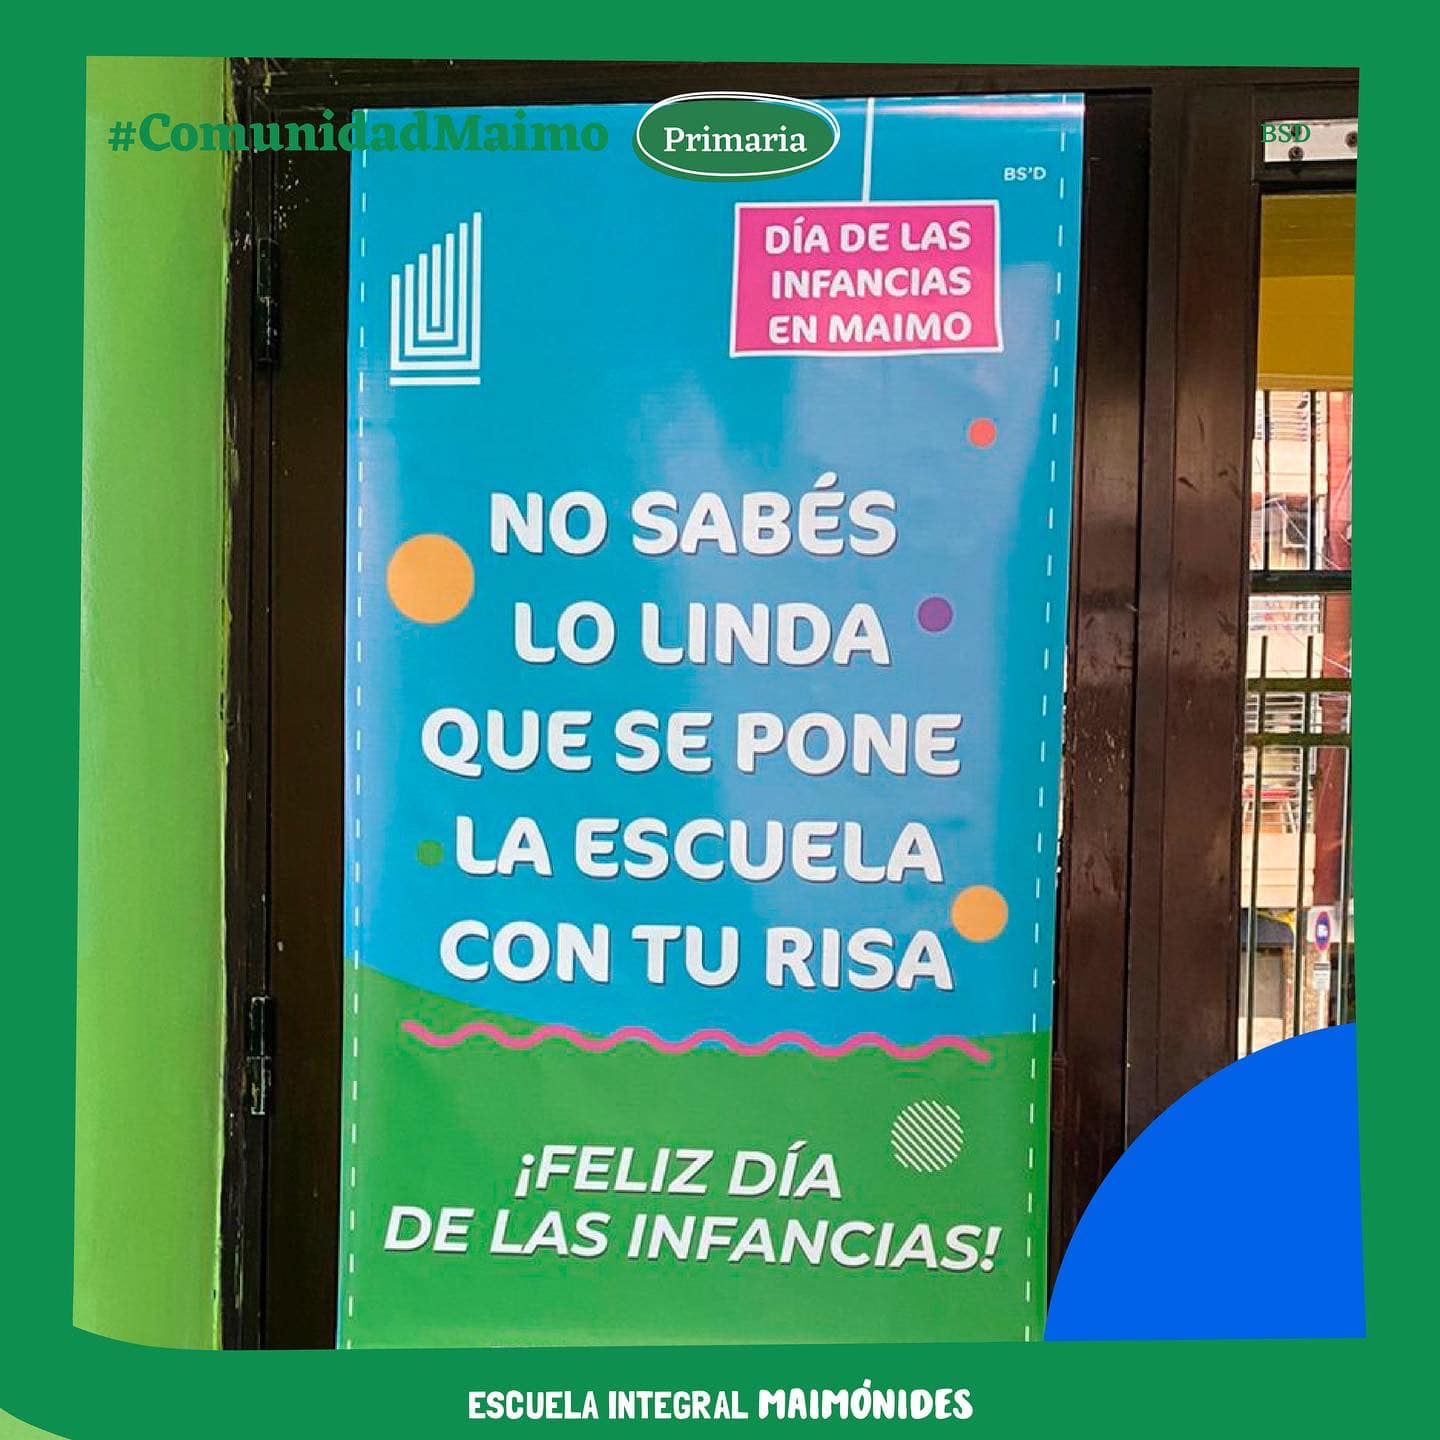 #ComunidadMaimo
Primaria
BSD
BS'D
DÍA DE LAS
INFANCIAS
EN MAIMO
NO SABÉS
LO LINDA
QUE SE PONE
LA ESCUELA
CON TU RISA
¡FELIZ DÍA
DE LAS INFANCIAS!
ESCUELA INTEGRAL MAIMÓNIDES